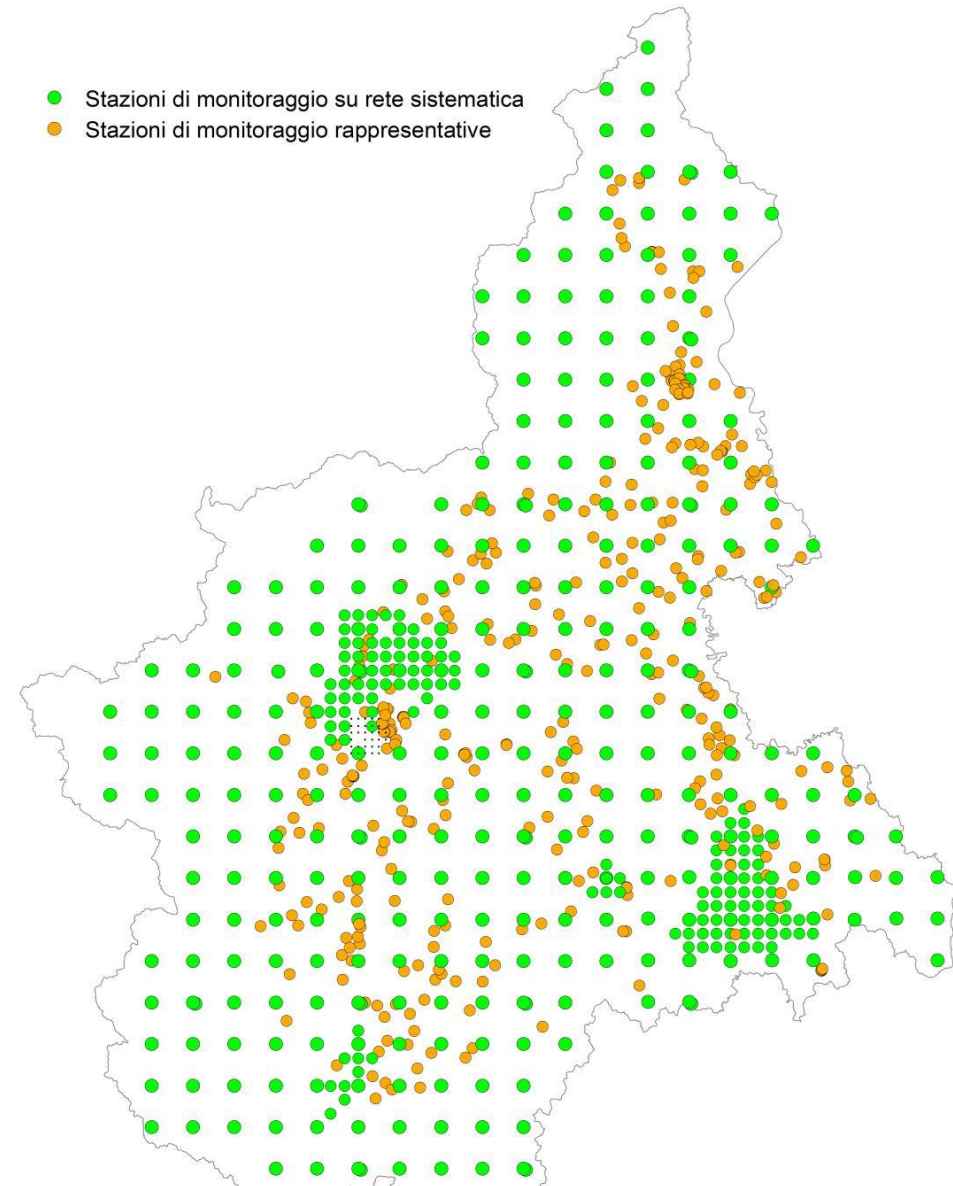 Stazioni di monitoraggio su rete sistematica
Stazioni di monitoraggio rappresentative